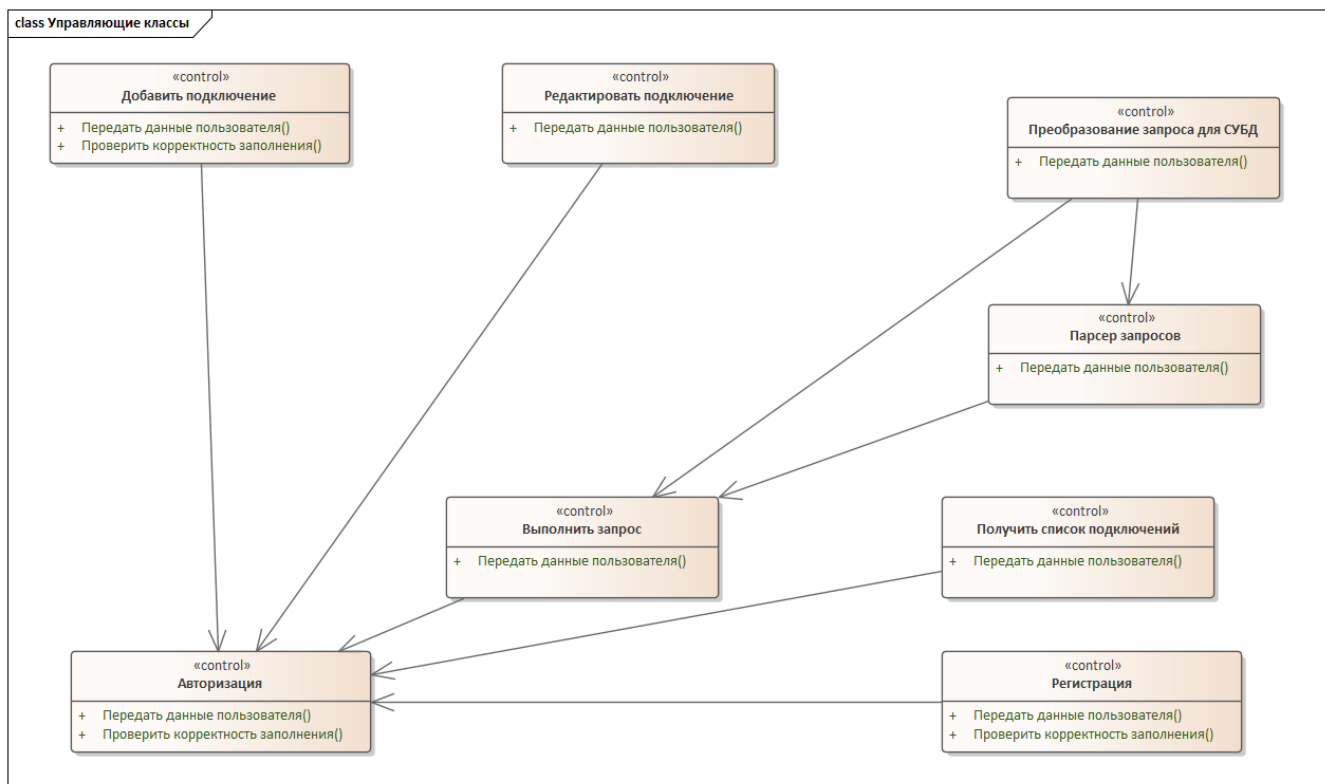 class Управляющие классы
«control»
Добавить подключение
+ Передать данные пользователя()
+ Проверить корректность заполнения()
«control»
Редактировать подключение
+ Передать данные пользователя()
«control»
Преобразование запроса для СУБД
+ Передать данные пользователя()
«control»
Парсер запросов
+ Передать данные пользователя()
«control»
Выполнить запрос
+ Передать данные пользователя()
«control»
Получить список подключений
+ Передать данные пользователя()
«control»
Авторизация
+ Передать данные пользователя()
+ Проверить корректность заполнения()
«control»
Регистрация
+ Передать данные пользователя()
+ Проверить корректность заполнения()